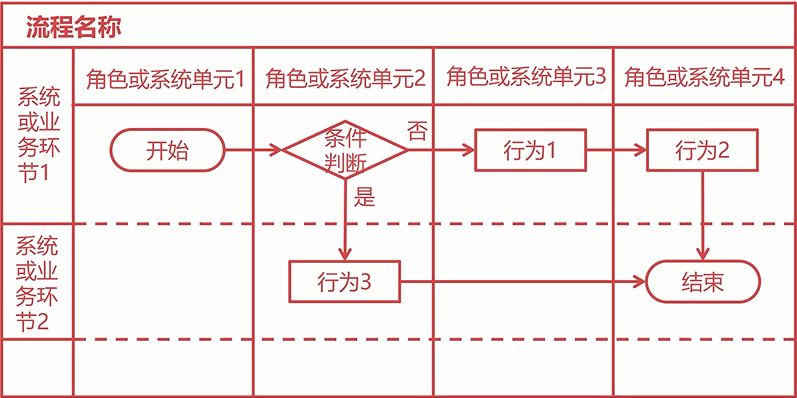 流程名称
角色或系统单元1
角色或系统单元2
角色或系统单元3
角色或系统单元4
系统
或业
务环
节1
开始
条件
判断
否
行为1
行为2
是
系统
或业
务环
节2
行为3
结束